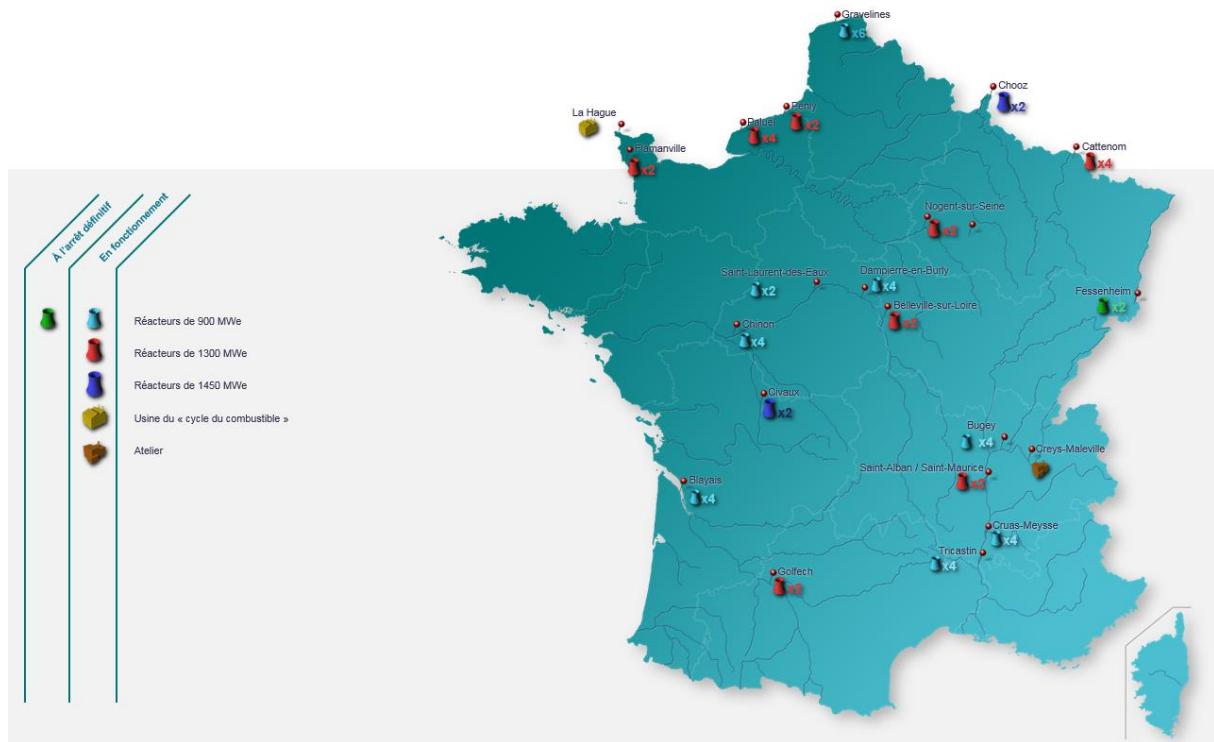 Gravelines
x6
Chooz
x2
Penly
x2
La Hague
Paluel
x4
Flamanville
x2
Cattenom
x4
À l'arrêt définitif
En fonctionnement
Nogent-sur-Seine
x2
Saint-Laurent-des-Eaux
x2
Dampierre-en-Burly
x4
Fessenheim
x2
Belleville-sur-Loire
x2
Réacteurs de 900 MWe
Chinon
x4
Réacteurs de 1300 MWe
Réacteurs de 1450 MWe
Civaux
x2
Usine du « cycle du combustible »
Bugey
x4
Atelier
Creys-Maleville
Saint-Alban / Saint-Maurice
x2
Blayais
x4
Cruas-Meysse
x4
Tricastin
x4
Golfech
x2